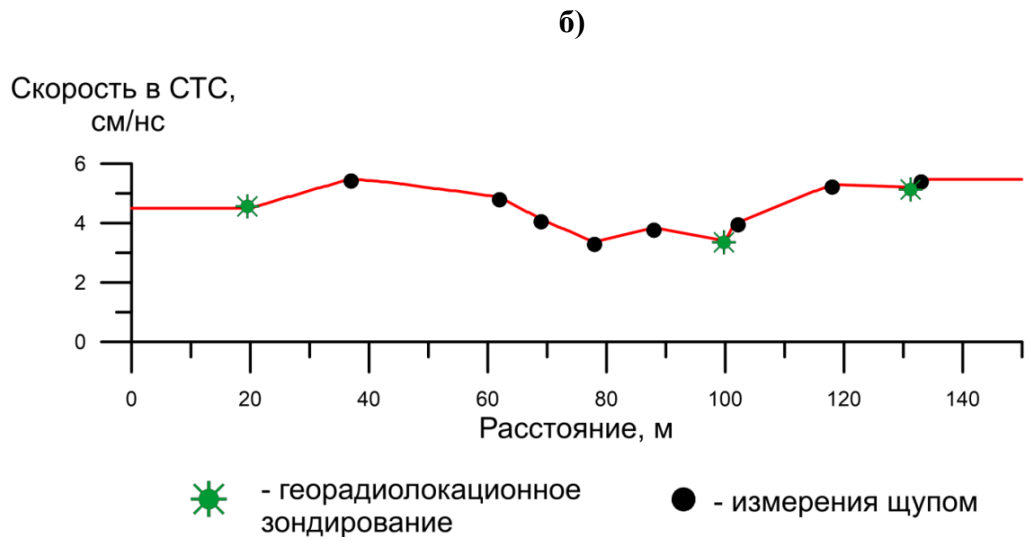 б)
Скорость в СТС,
см/нс
6
4
2
0
0 20 40 60 80 100 120 140
Расстояние, м
- георадиолокационное
зондирование
- измерения щупом